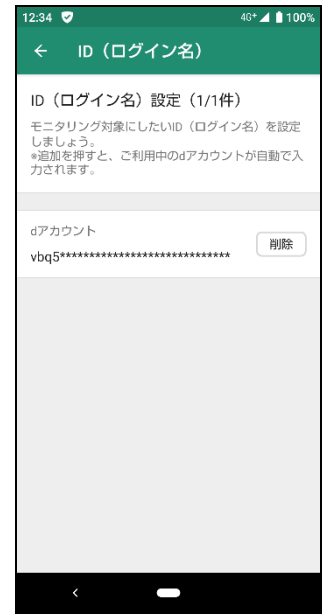 12:34 4G+ 100%
← ID（ログイン名）
ID（ログイン名）設定（1/1件）
モニタリング対象にしたいID（ログイン名）を設定
しましょう。
※追加を押すと、ご利用中のdアカウントが自動で入
力されます。
dアカウント
vbq5****************************
削除